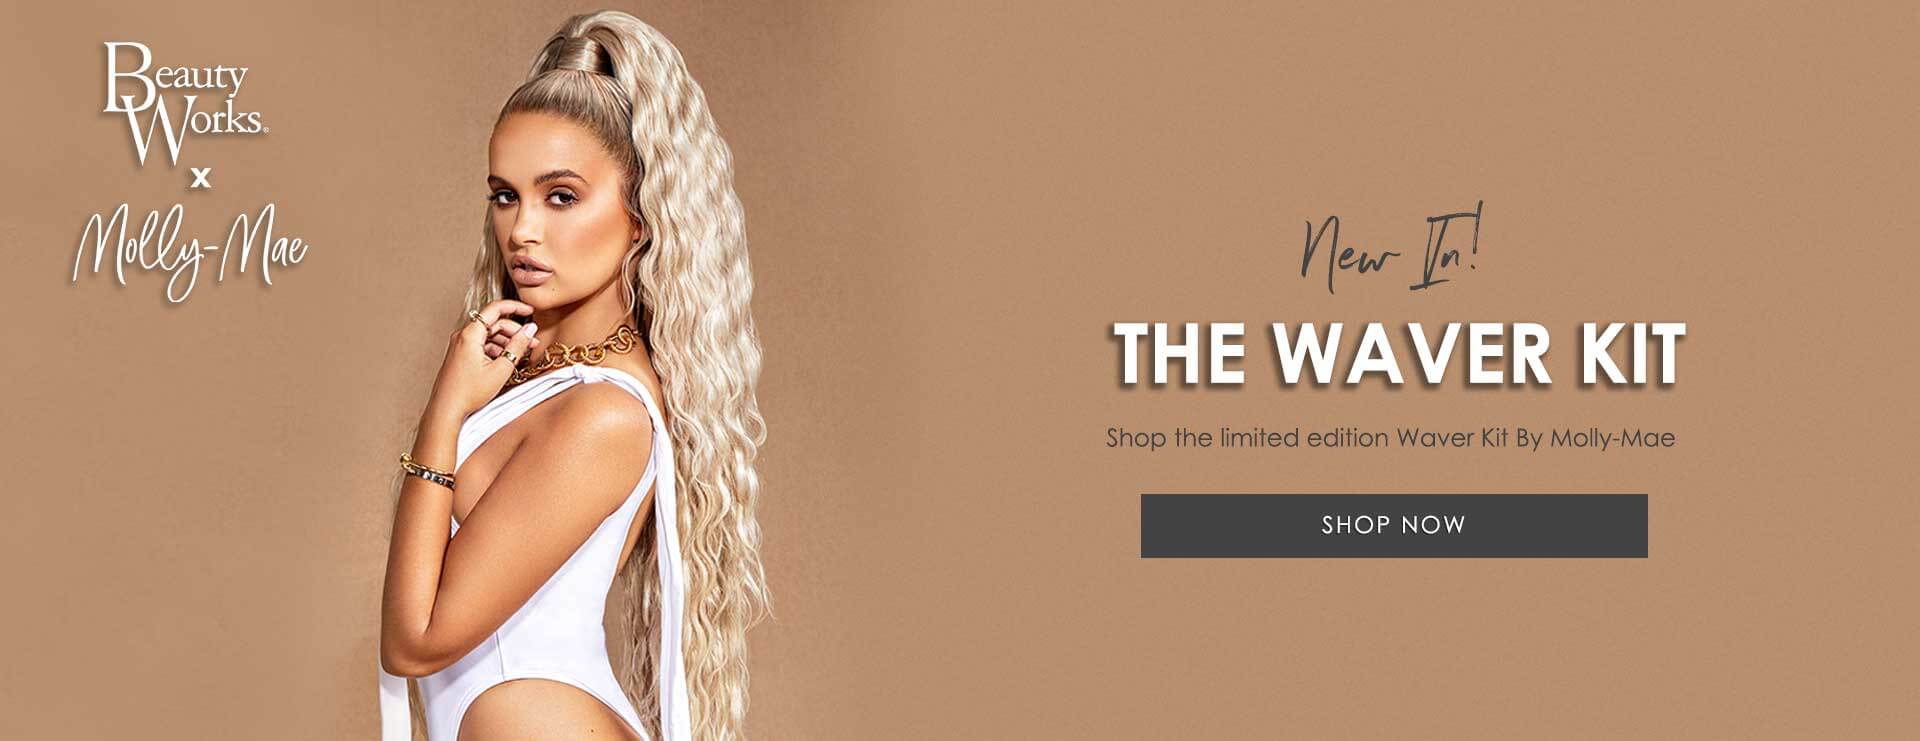 Beauty
Works®
x
Molly-Mae
New In!
THE WAVER KIT
Shop the limited edition Waver Kit By Molly-Mae
SHOP NOW